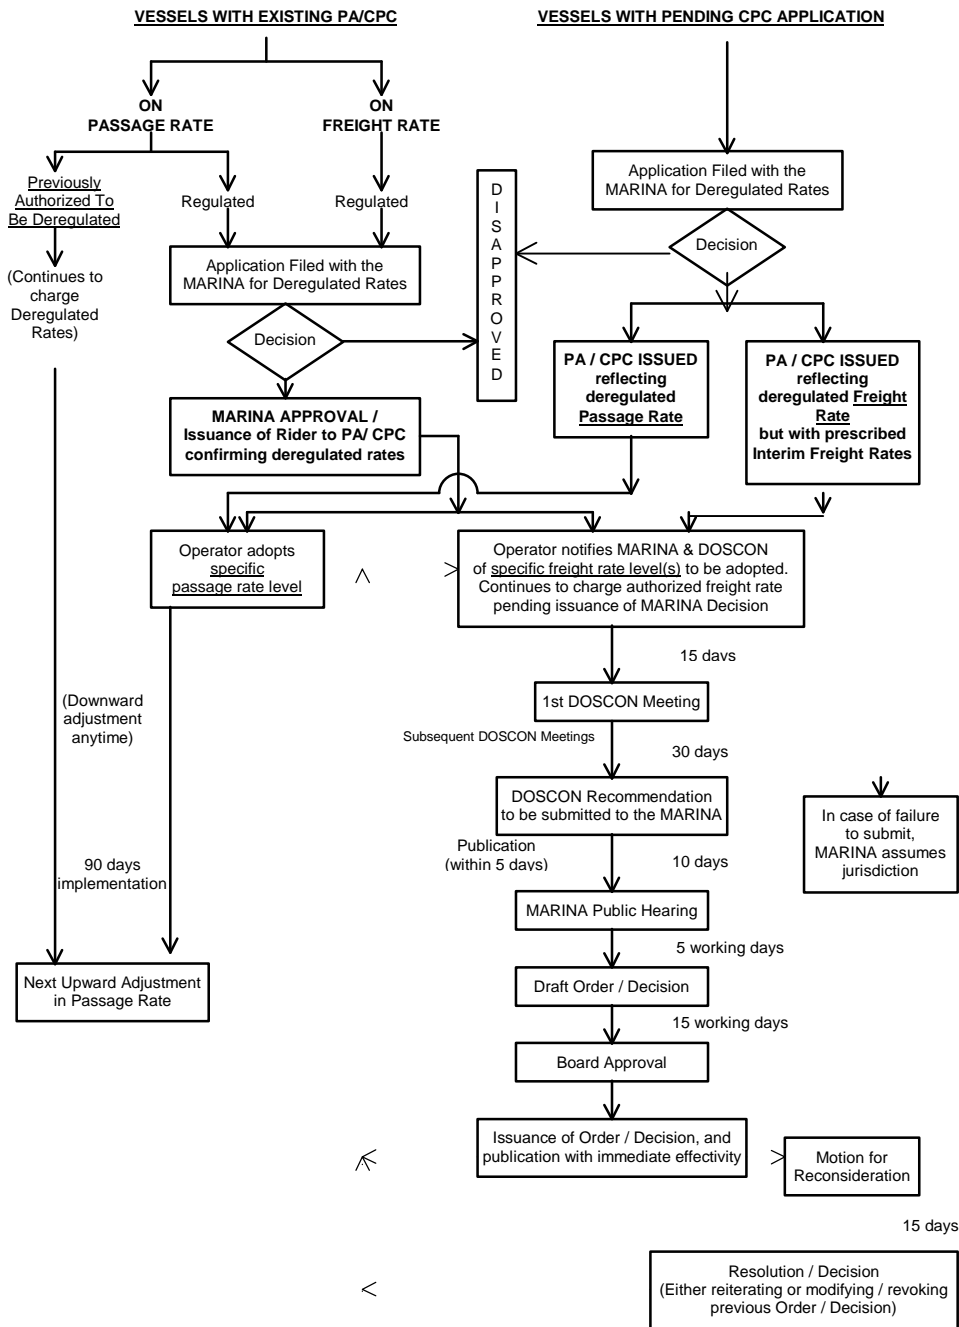 VESSELS WITH EXISTING PA/CPC
VESSELS WITH PENDING CPC APPLICATION
ON
PASSAGE RATE
ON
FREIGHT RATE
Previously
Authorized To
Be Deregulated
Regulated
Regulated
(Continues to
charge
Deregulated
Rates)
Application Filed with the
MARINA for Deregulated Rates
Decision
D
I
S
A
P
P
R
O
V
E
D
Application Filed with the
MARINA for Deregulated Rates
Decision
MARINA APPROVAL /
Issuance of Rider to PA/ CPC
confirming deregulated rates
PA / CPC ISSUED
reflecting
deregulated
Passage Rate
PA / CPC ISSUED
reflecting
deregulated Freight
Rate
but with prescribed
Interim Freight Rates
Operator adopts
specific
passage rate level
Operator notifies MARINA & DOSCON
of specific freight rate level(s) to be adopted.
Continues to charge authorized freight rate
pending issuance of MARINA Decision
15 days
(Downward
adjustment
anytime)
1st DOSCON Meeting
Subsequent DOSCON Meetings
30 days
DOSCON Recommendation
to be submitted to the MARINA
In case of failure
to submit,
MARINA assumes
jurisdiction
Publication
(within 5 days)
10 days
90 days
implementation
MARINA Public Hearing
5 working days
Next Upward Adjustment
in Passage Rate
Draft Order / Decision
15 working days
Board Approval
Issuance of Order / Decision, and
publication with immediate effectivity
Motion for
Reconsideration
15 days
Resolution / Decision
(Either reiterating or modifying / revoking
previous Order / Decision)